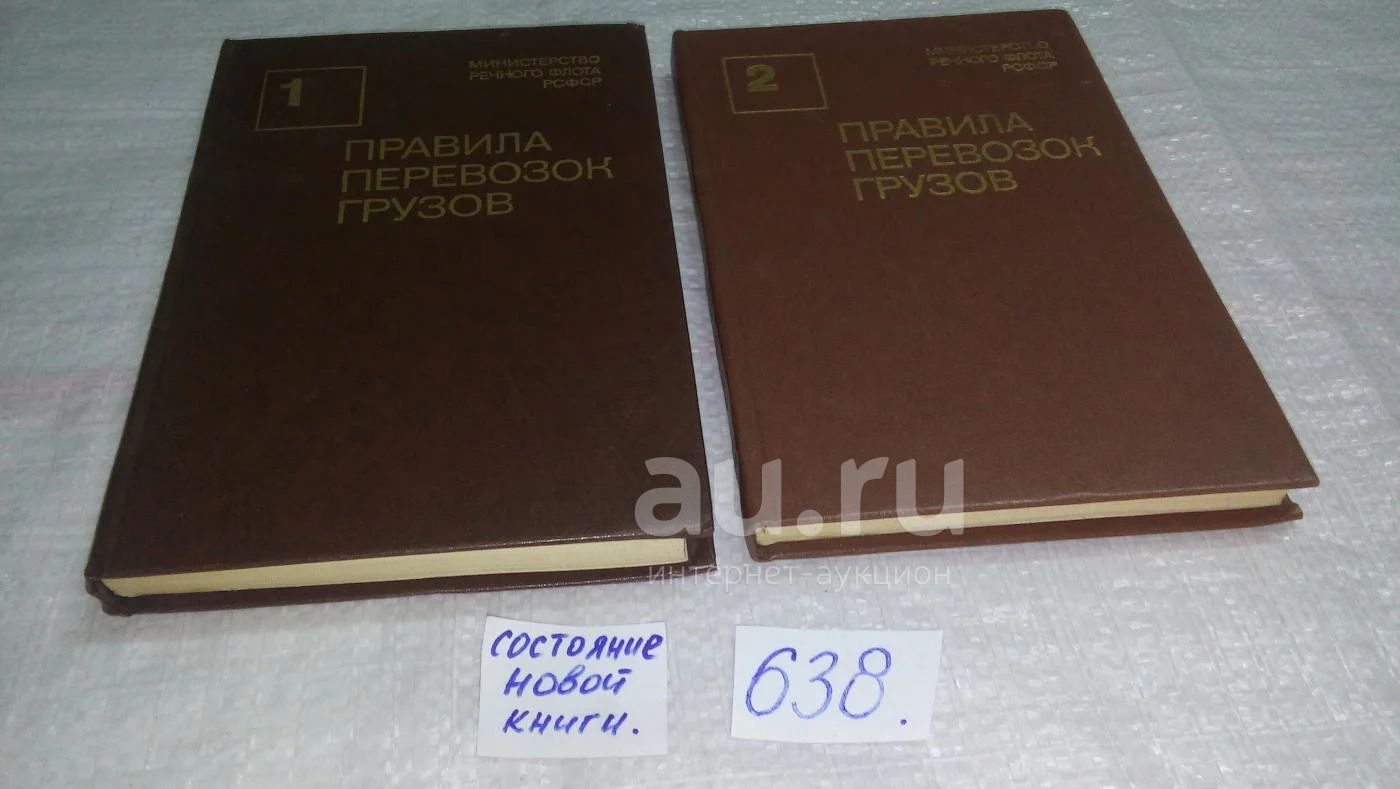 1
МИНИСТЕРСТВО
РЕЧНОГО ФЛОТА
РСФСР
ПРАВИЛА
ПЕРЕВОЗОК
ГРУЗОВ
2
МИНИСТЕРСТВО
РЕЧНОГО ФЛОТА
РСФСР
ПРАВИЛА
ПЕРЕВОЗОК
ГРУЗОВ
au.ru
интернет-аукцион
СОСТОЯНИЕ
НОВОЙ
КНИГИ.
638.